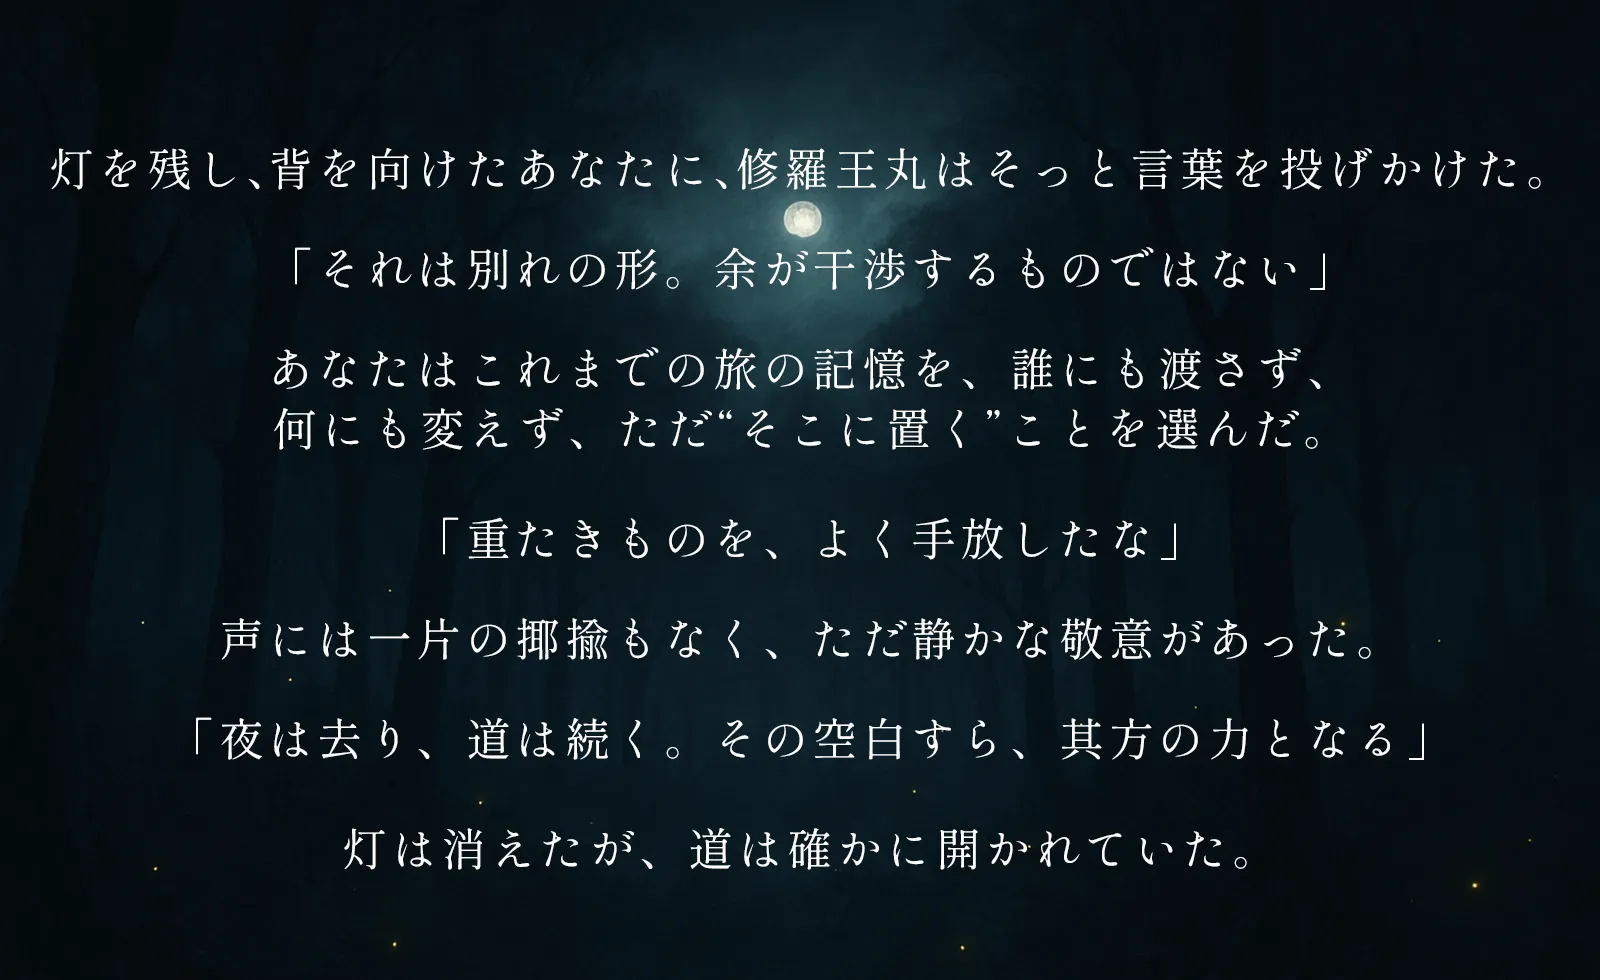 灯を残し、背を向けたあなたに、修羅王丸はそっと言葉を投げかけた。
「それは別れの形。余が干渉するものではない」
あなたはこれまでの旅の記憶を、誰にも渡さず、
何にも変えず、ただ“そこに置く”ことを選んだ。
「重たきものを、よく手放したな」
声には一片の揶揄もなく、ただ静かな敬意があった。
「夜は去り、道は続く。その空白すら、其方の力となる」
灯は消えたが、道は確かに開かれていた。